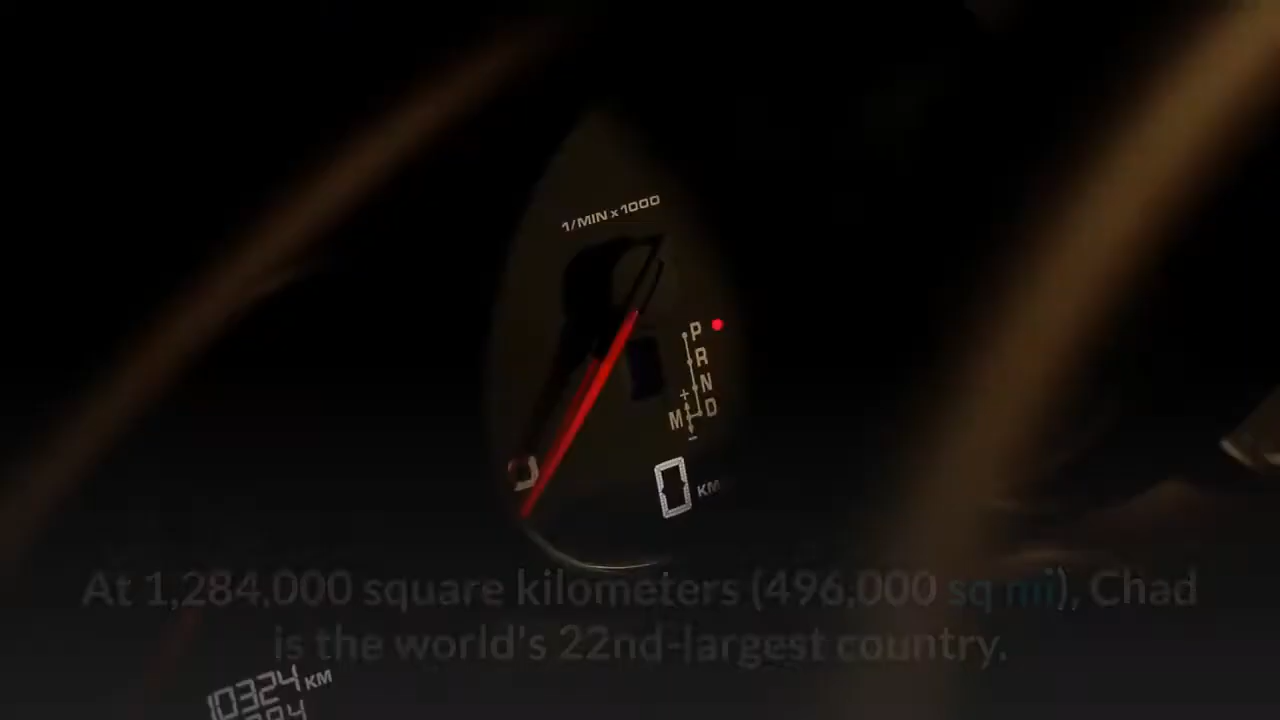 1/MIN x 1000
P
R
N
+
M D
-
0
0 KM
At 1,284,000 square kilometers (496,000 sq mi), Chad
is the world's 22nd-largest country.
10324 KM